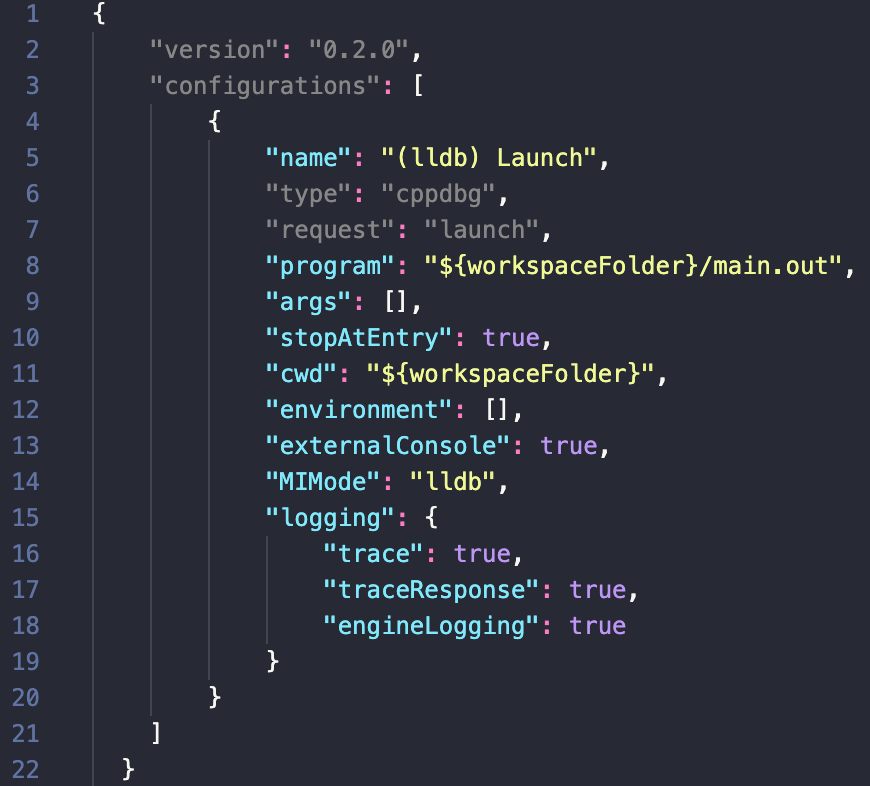 1 {
2 "version": "0.2.0",
3 "configurations": [
4 {
5 "name": "(lldb) Launch",
6 "type": "cppdbg",
7 "request": "launch",
8 "program": "${workspaceFolder}/main.out",
9 "args": [],
10 "stopAtEntry": true,
11 "cwd": "${workspaceFolder}",
12 "environment": [],
13 "externalConsole": true,
14 "MIMode": "lldb",
15 "logging": {
16 "trace": true,
17 "traceResponse": true,
18 "engineLogging": true
19 }
20 }
21 ]
22 }